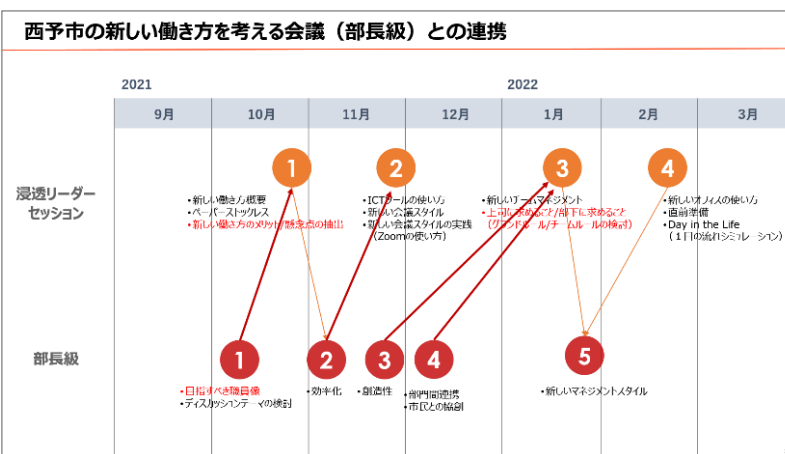 西予市の新しい働き方を考える会議（部長級）との連携
2021
2022
9月
10月
11月
12月
1月
2月
3月
浸透リーダー
セッション
1
2
3
4
•新しい働き方概要
•ペーパーストックレス
•新しい働き方のメリット/懸念点の抽出
•ICTツールの使い方
•新しい会議スタイル
•新しい会議スタイルの実践
（Zoomの使い方）
•新しいチームマネジメント
•上司に求めること/部下に求めること
（グランドルール/チームルールの検討）
•新しいオフィスの使い方
•直前準備
•Day in the Life
（１日の流れシミュレーション）
部長級
1
2
3
4
5
•目指すべき職員像
•ディスカッションテーマの検討
•効率化
•創造性
•部門間連携
•市民との協創
•新しいマネジメントスタイル